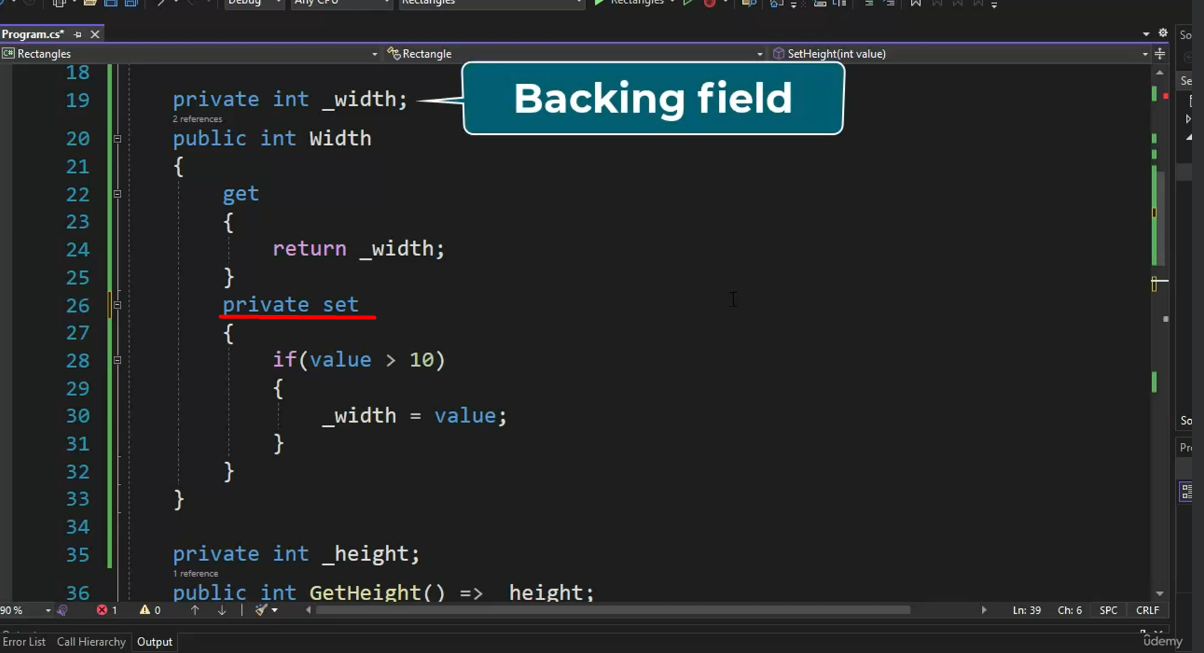 Debug Any CPU Rectangles Rectangles
Program.cs*
Rectangles Rectangle SetHeight(int value)
18
19 private int _width; Backing field
2 references
20 public int Width
21 {
22 get
23 {
24 return _width;
25 }
26 private set
27 {
28 if(value > 10)
29 {
30 _width = value;
31 }
32 }
33 }
34
35 private int _height;
1 reference
36 public int GetHeight() => _height;
90 % 1 0 Ln: 39 Ch: 6 SPC CRLF
Error List Call Hierarchy Output
ûdemy